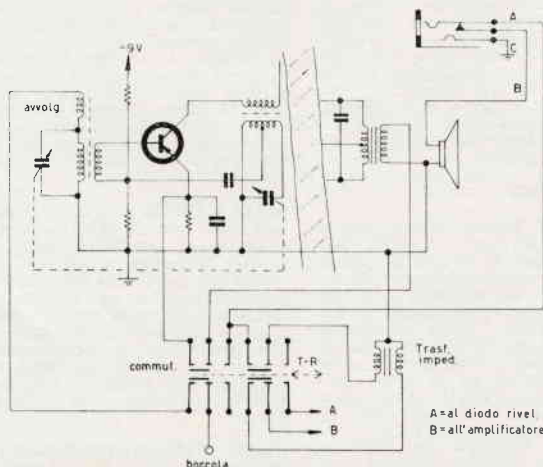 A
-9V
C
B
avvolg
Trasf.
imped.
commut.
T-R
A
B
A=al diodo rivel.
B=all'amplificatore
boccola